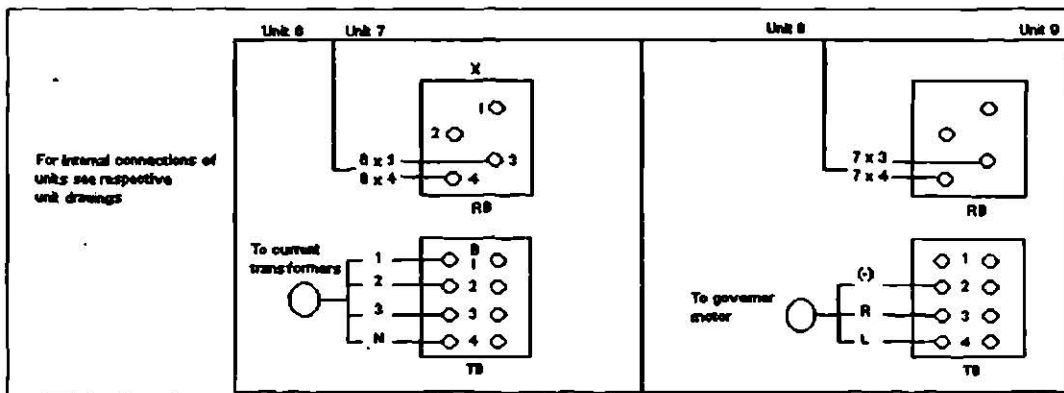 Unit 6 Unit 7 Unit 8 Unit 9
For internal connections of
units see respective
unit drawings
X
1
2
3
4
8 x 3
8 x 4
RB
To current
transformers
1
2
3
N
B
1
2
3
4
TB
7 x 3
7 x 4
RB
To governer
motor
(-)
R
L
1
2
3
4
TB